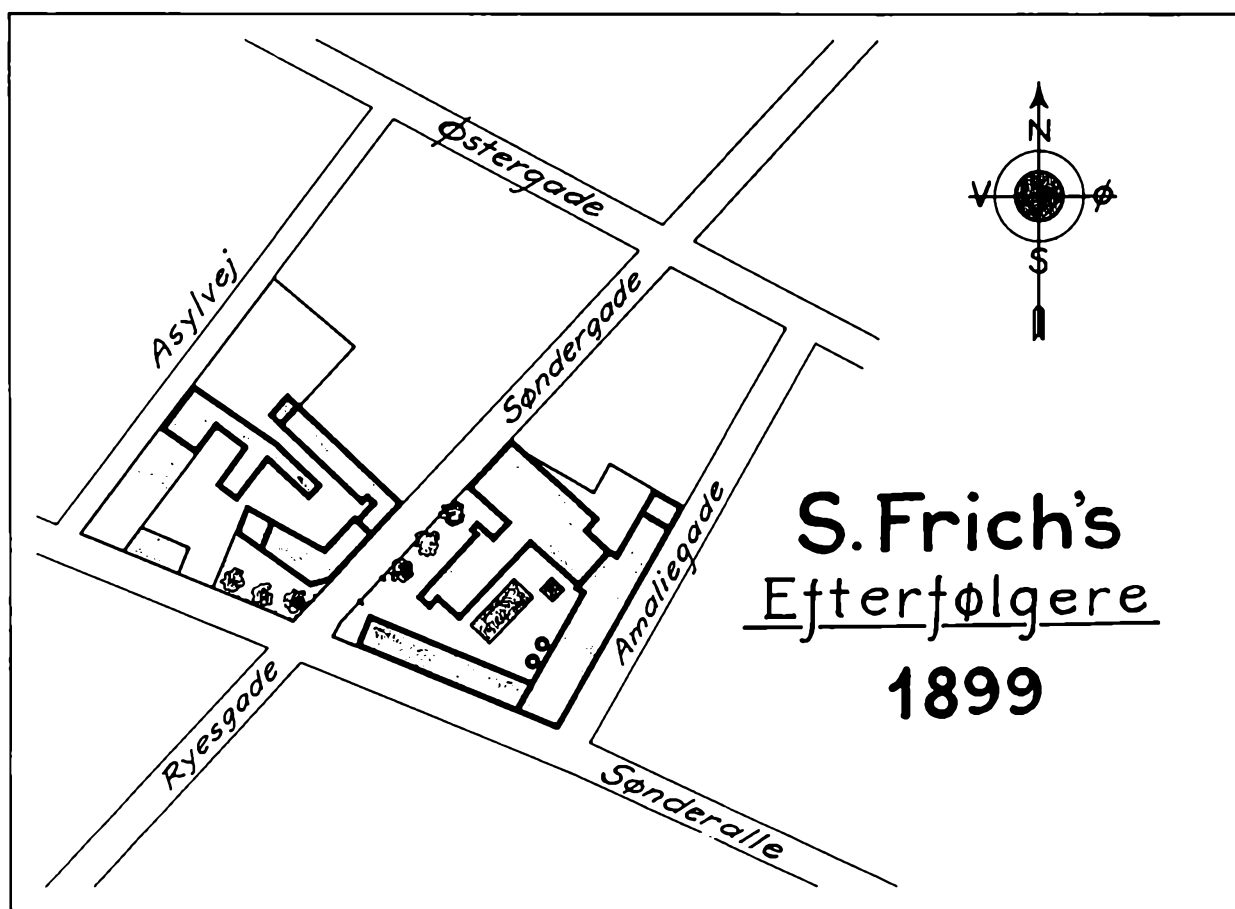 Østergade
N
V
Ø
S
Asylvej
Søndergade
Amaliegade
S. Frich's
Efterfølgere
1899
Ryesgade
Sønderalle